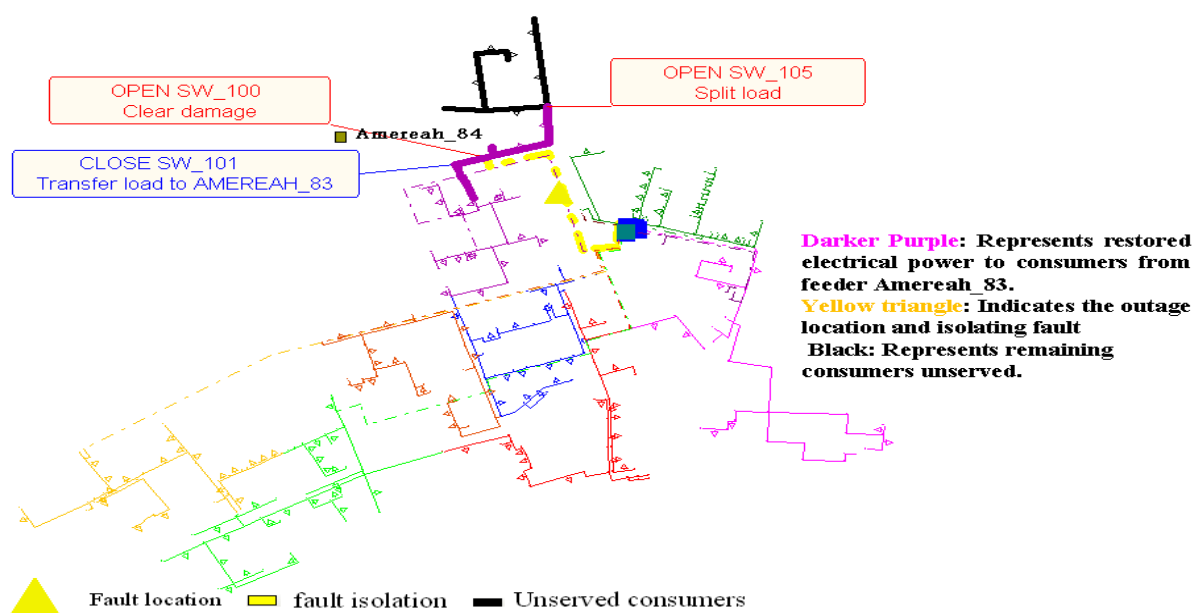 OPEN SW_100
Clear damage
OPEN SW_105
Split load
Amereah_84
CLOSE SW_101
Transfer load to AMEREAH_83
Darker Purple: Represents restored
electrical power to consumers from
feeder Amereah_83.
Yellow triangle: Indicates the outage
location and isolating fault
Black: Represents remaining
consumers unserved.
Fault location
fault isolation
Unserved consumers